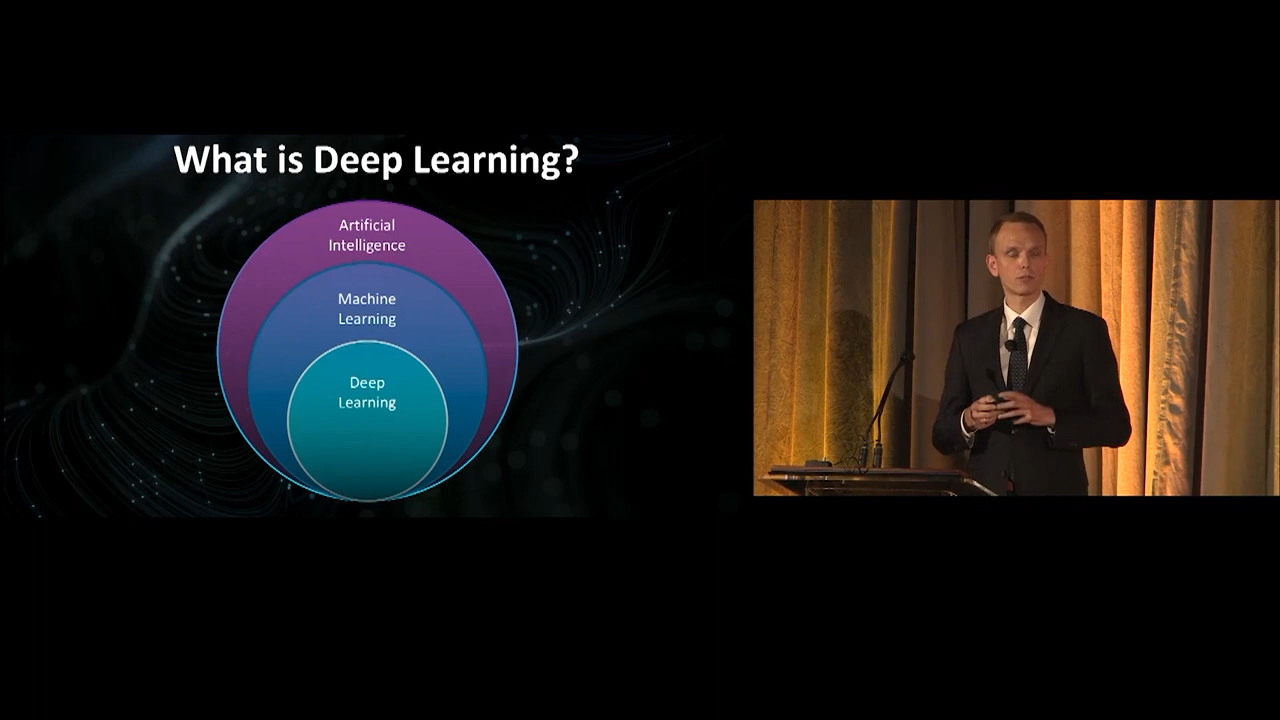 What is Deep Learning?
Artificial
Intelligence
Machine
Learning
Deep
Learning